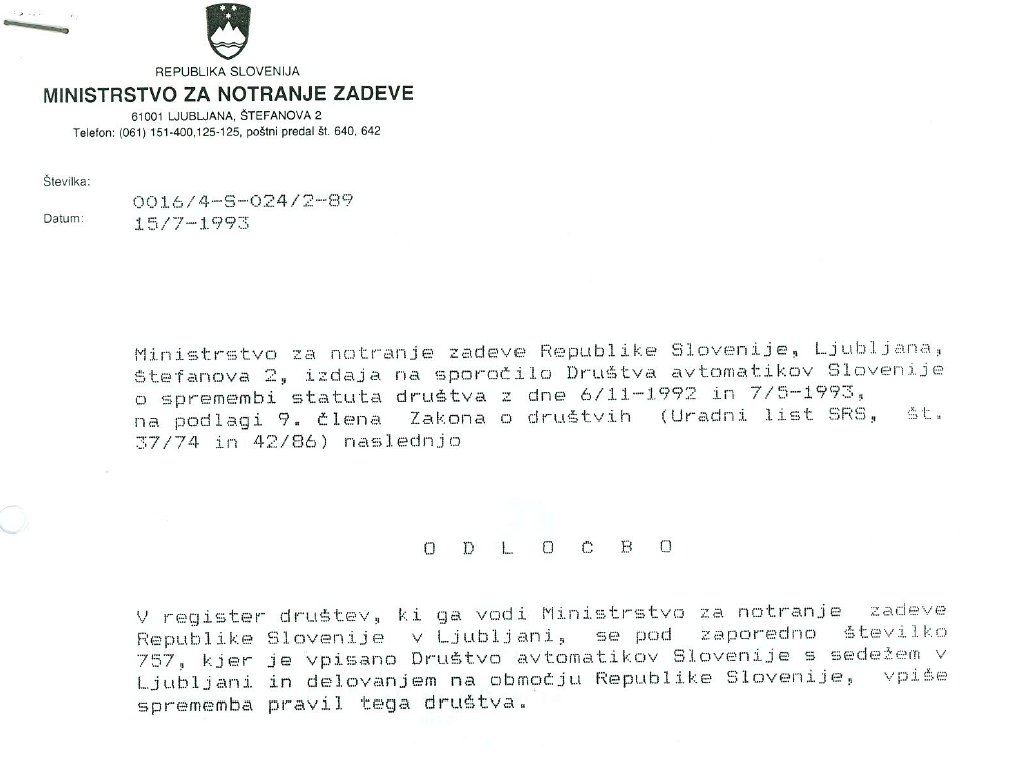 REPUBLIKA SLOVENIJA
MINISTRSTVO ZA NOTRANJE ZADEVE
61001 LJUBLJANA, ŠTEFANOVA 2
Telefon: (061) 151-400,125-125, poštni predal št. 640, 642
Številka:
0016/4-S-024/2-89
Datum:
15/7-1993
Ministrstvo za notranje zadeve Republike Slovenije, Ljubljana,
Štefanova 2, izdaja na sporočilo Društva avtomatikov Slovenije
o spremembi statuta društva z dne 6/11-1992 in 7/5-1993,
na podlagi 9. člena Zakona o društvih (Uradni list SRS, št.
37/74 in 42/86) naslednjo
O D L O Č B O
V register društev, ki ga vodi Ministrstvo za notranje zadeve
Republike Slovenije v Ljubljani, se pod zaporedno številko
757, kjer je vpisano Društvo avtomatikov Slovenije s sedežem v
Ljubljani in delovanjem na območju Republike Slovenije, vpiše
sprememba pravil tega društva.